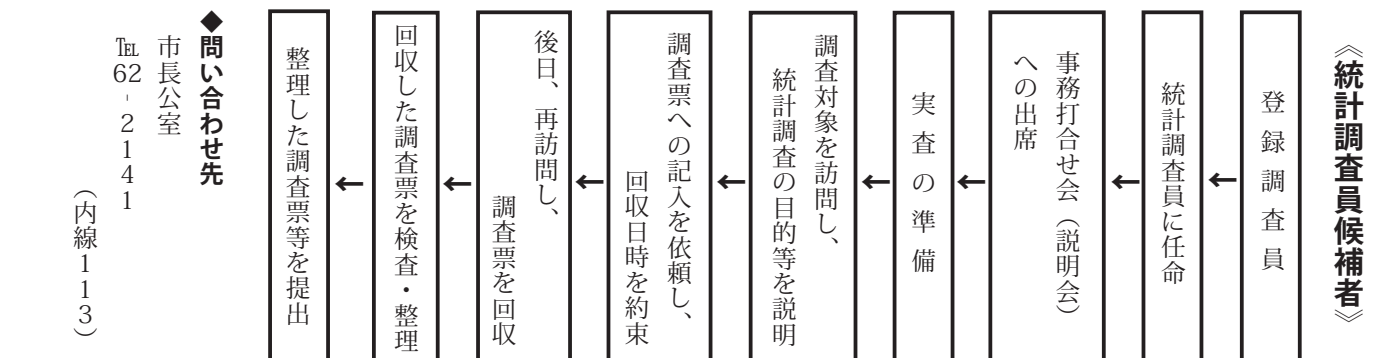 《統計調査員候補者》
登録調査員
←
統計調査員に任命
←
事務打合せ会（説明会）
への出席
←
実査の準備
←
調査対象を訪問し、
統計調査の目的等を説明
←
調査票への記入を依頼し、
回収日時を約束
←
後日、再訪問し、
調査票を回収
←
回収した調査票を検査・整理
←
整理した調査票等を提出
◆問い合わせ先
市長公室
℡62-2141
（内線113）